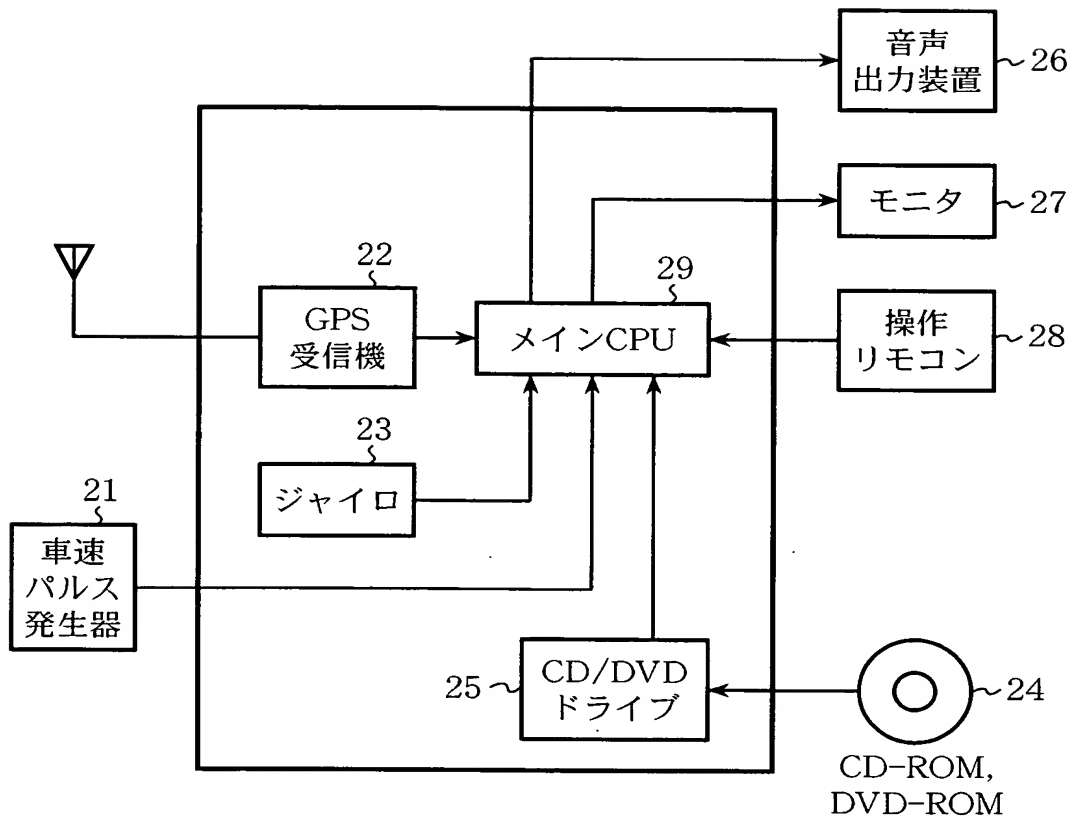 音声
出力装置
26
モニタ
27
22
GPS
受信機
29
メインCPU
操作
リモコン
28
23
ジャイロ
21
車速
パルス
発生器
25
CD/DVD
ドライブ
24
CD-ROM,
DVD-ROM